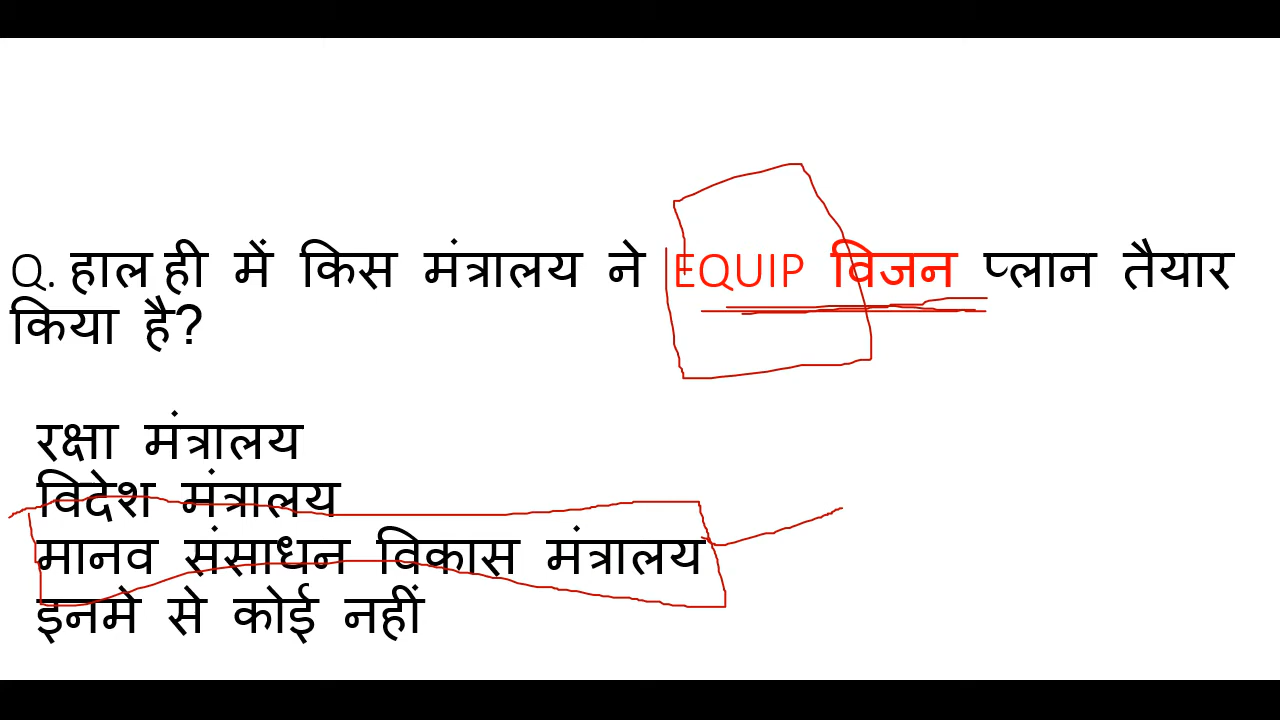 Q. हाल ही में किस मंत्रालय ने EQUIP विजन प्लान तैयार
किया है?
रक्षा मंत्रालय
विदेश मंत्रालय
मानव संसाधन विकास मंत्रालय
इनमे से कोई नहीं